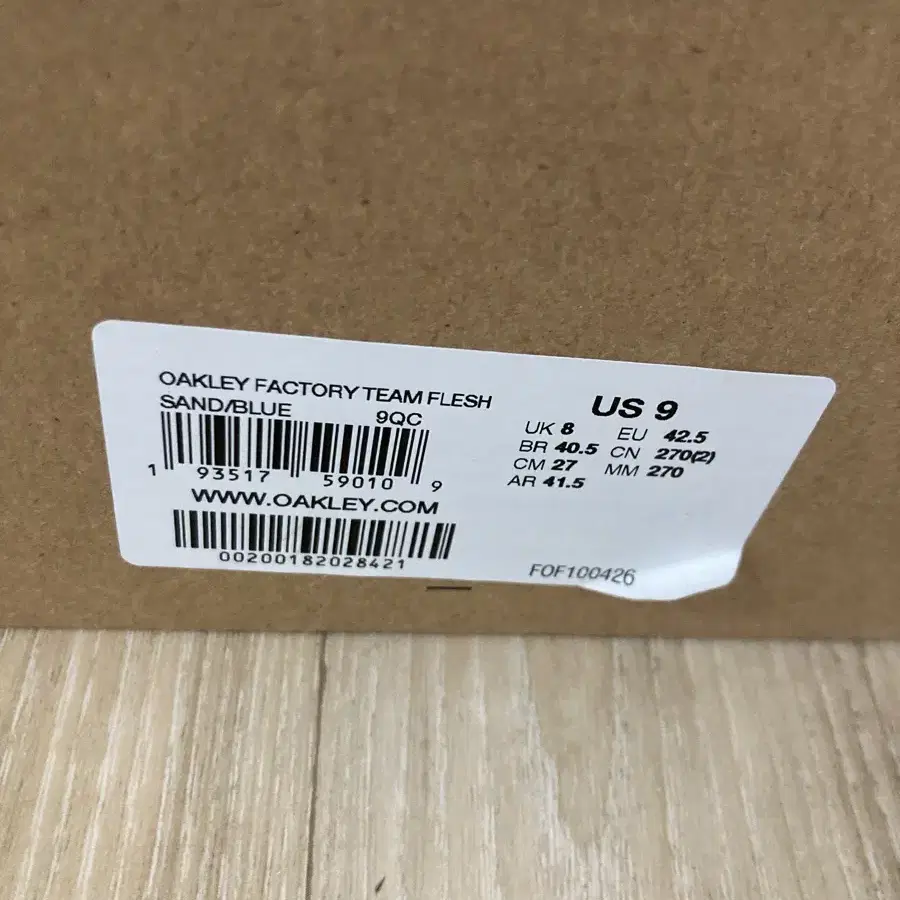 OAKLEY FACTORY TEAM FLESH
SAND/BLUE 9QC
1 93517 59010 9
WWW.OAKLEY.COM
00200182028421
US 9
UK 8 EU 42.5
BR 40.5 CN 270(2)
CM 27 MM 270
AR 41.5
FOF100426